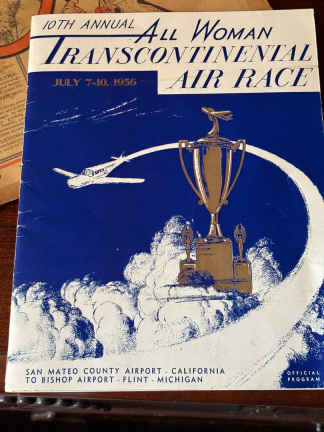 10TH ANNUAL ALL WOMAN
TRANSCONTINENTAL
AIR RACE
JULY 7-10, 1956
SAN MATEO COUNTY AIRPORT - CALIFORNIA
TO BISHOP AIRPORT - FLINT - MICHIGAN
OFFICIAL
PROGRAM